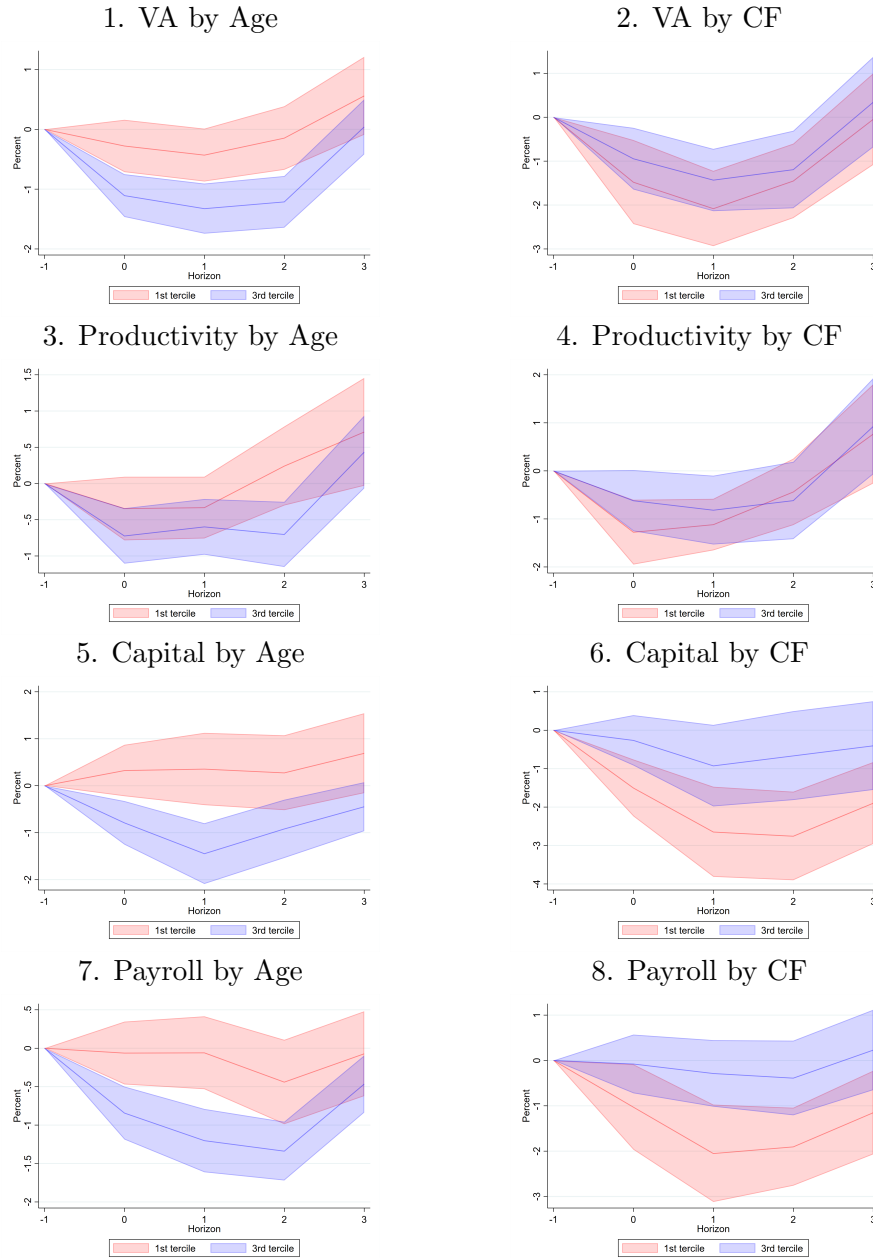 1. VA by Age
2. VA by CF
1
0
-1
-2
Percent
-1 0 1 2 3
Horizon
1st tercile 3rd tercile
1
0
-1
-2
-3
Percent
-1 0 1 2 3
Horizon
1st tercile 3rd tercile
3. Productivity by Age
4. Productivity by CF
1.5
1
.5
0
-.5
-1
Percent
-1 0 1 2 3
Horizon
1st tercile 3rd tercile
2
1
0
-1
-2
Percent
-1 0 1 2 3
Horizon
1st tercile 3rd tercile
5. Capital by Age
6. Capital by CF
2
1
0
-1
-2
Percent
-1 0 1 2 3
Horizon
1st tercile 3rd tercile
1
0
-1
-2
-3
-4
Percent
-1 0 1 2 3
Horizon
1st tercile 3rd tercile
7. Payroll by Age
8. Payroll by CF
.5
0
-.5
-1
-1.5
-2
Percent
-1 0 1 2 3
Horizon
1st tercile 3rd tercile
1
0
-1
-2
-3
Percent
-1 0 1 2 3
Horizon
1st tercile 3rd tercile